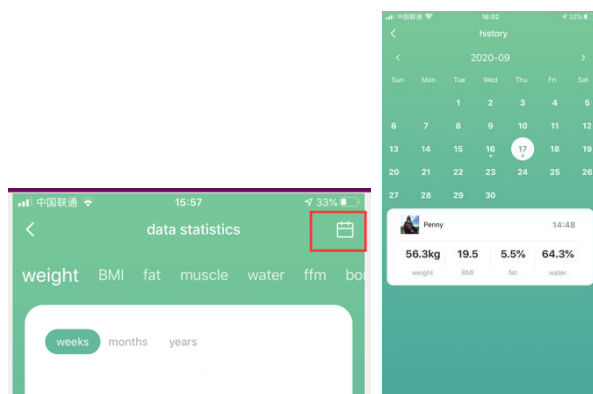 中国联通
15:57
33%
data statistics
weight BMI fat muscle water ffm bo
weeks months years
中国联通
16:02
32%
history
2020-09
Sun Mon Tue Wed Thu Fri Sat
1 2 3 4 5
6 7 8 9 10 11 12
13 14 15 16 17 18 19
20 21 22 23 24 25 26
27 28 29 30
Penny 14:48
56.3kg 19.5 5.5% 64.3%
weight BMI fat water